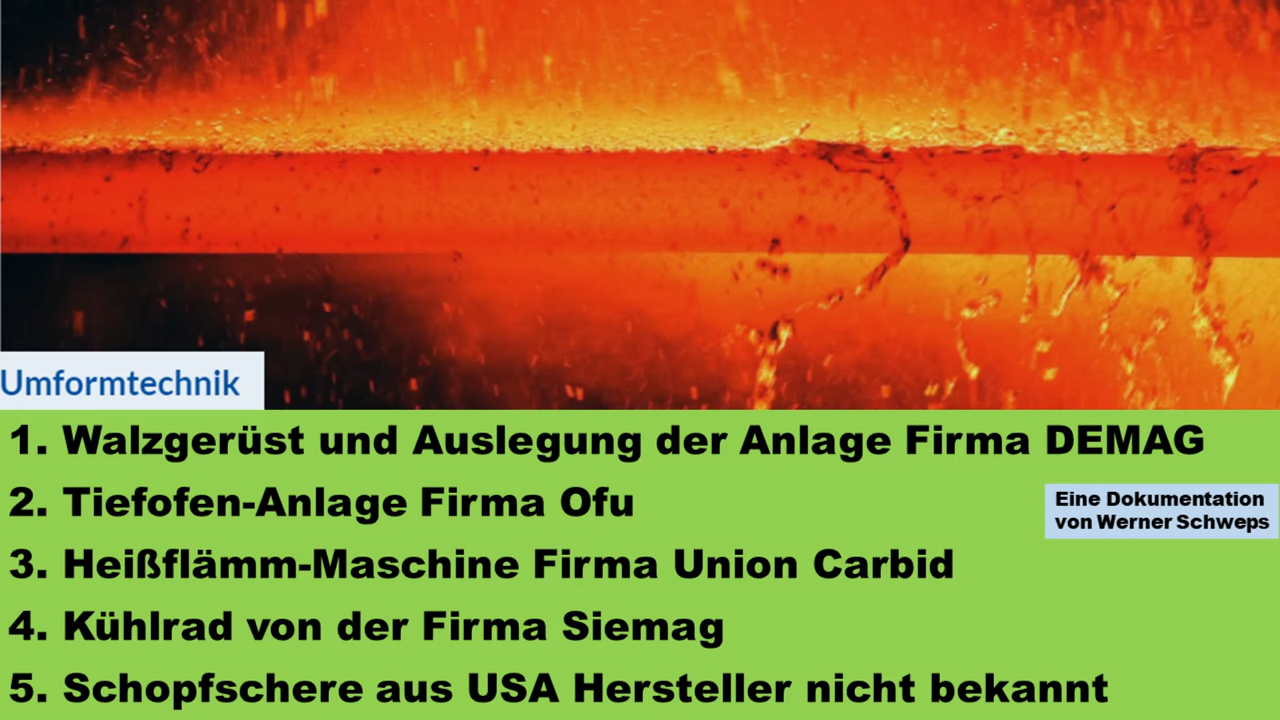 Umformtechnik
1. Walzgerüst und Auslegung der Anlage Firma DEMAG
2. Tiefofen-Anlage Firma Ofu
Eine Dokumentation
von Werner Schweps
3. Heißflämm-Maschine Firma Union Carbid
4. Kühlrad von der Firma Siemag
5. Schopfschere aus USA Hersteller nicht bekannt